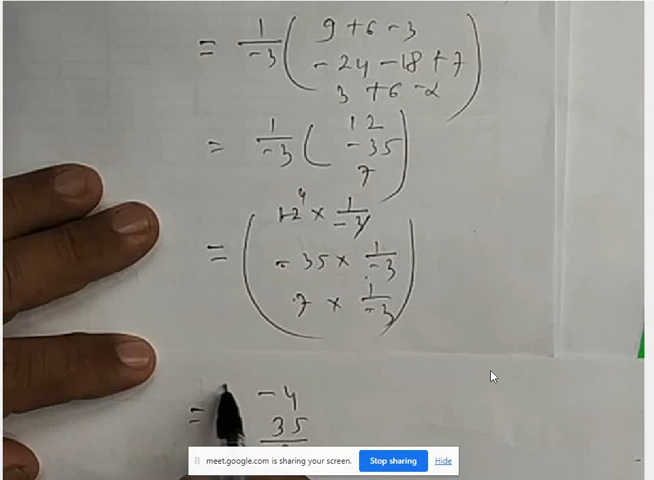 = 1/-3 ( 9 + 6 - 3
- 24 - 18 + 7
3 + 6 - 2 )
= 1/-3 ( 12
- 35
7 )
= ( 12 4 × 1/-3
- 35 × 1/-3
7 × 1/-3 )
= - 4
35
meet.google.com is sharing your screen. Stop sharing Hide